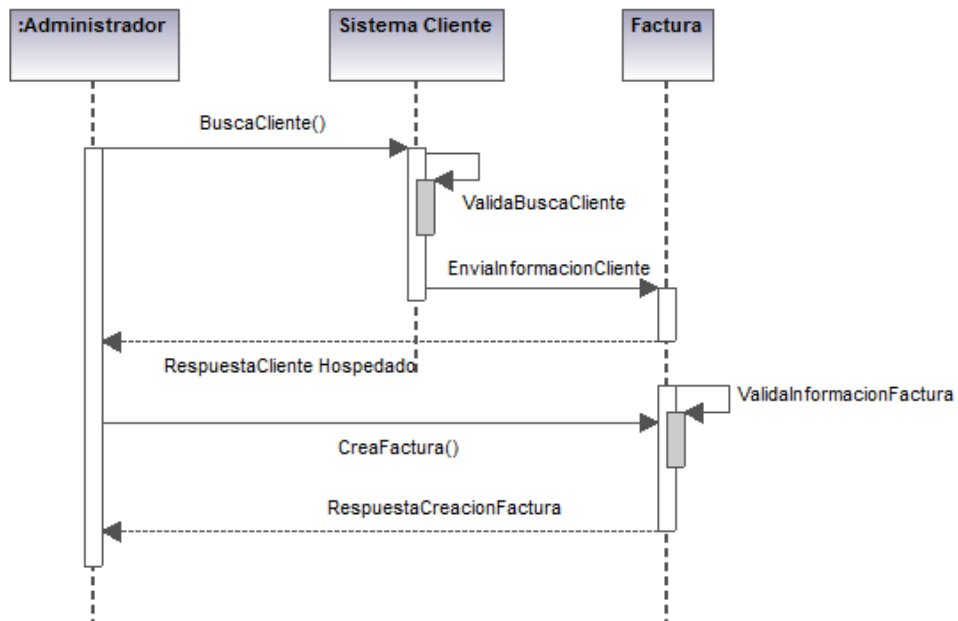 :Administrador
Sistema Cliente
Factura
BuscaCliente()
ValidaBuscaCliente
EnviaInformacionCliente
RespuestaCliente Hospedado
ValidaInformacionFactura
CreaFactura()
RespuestaCreacionFactura